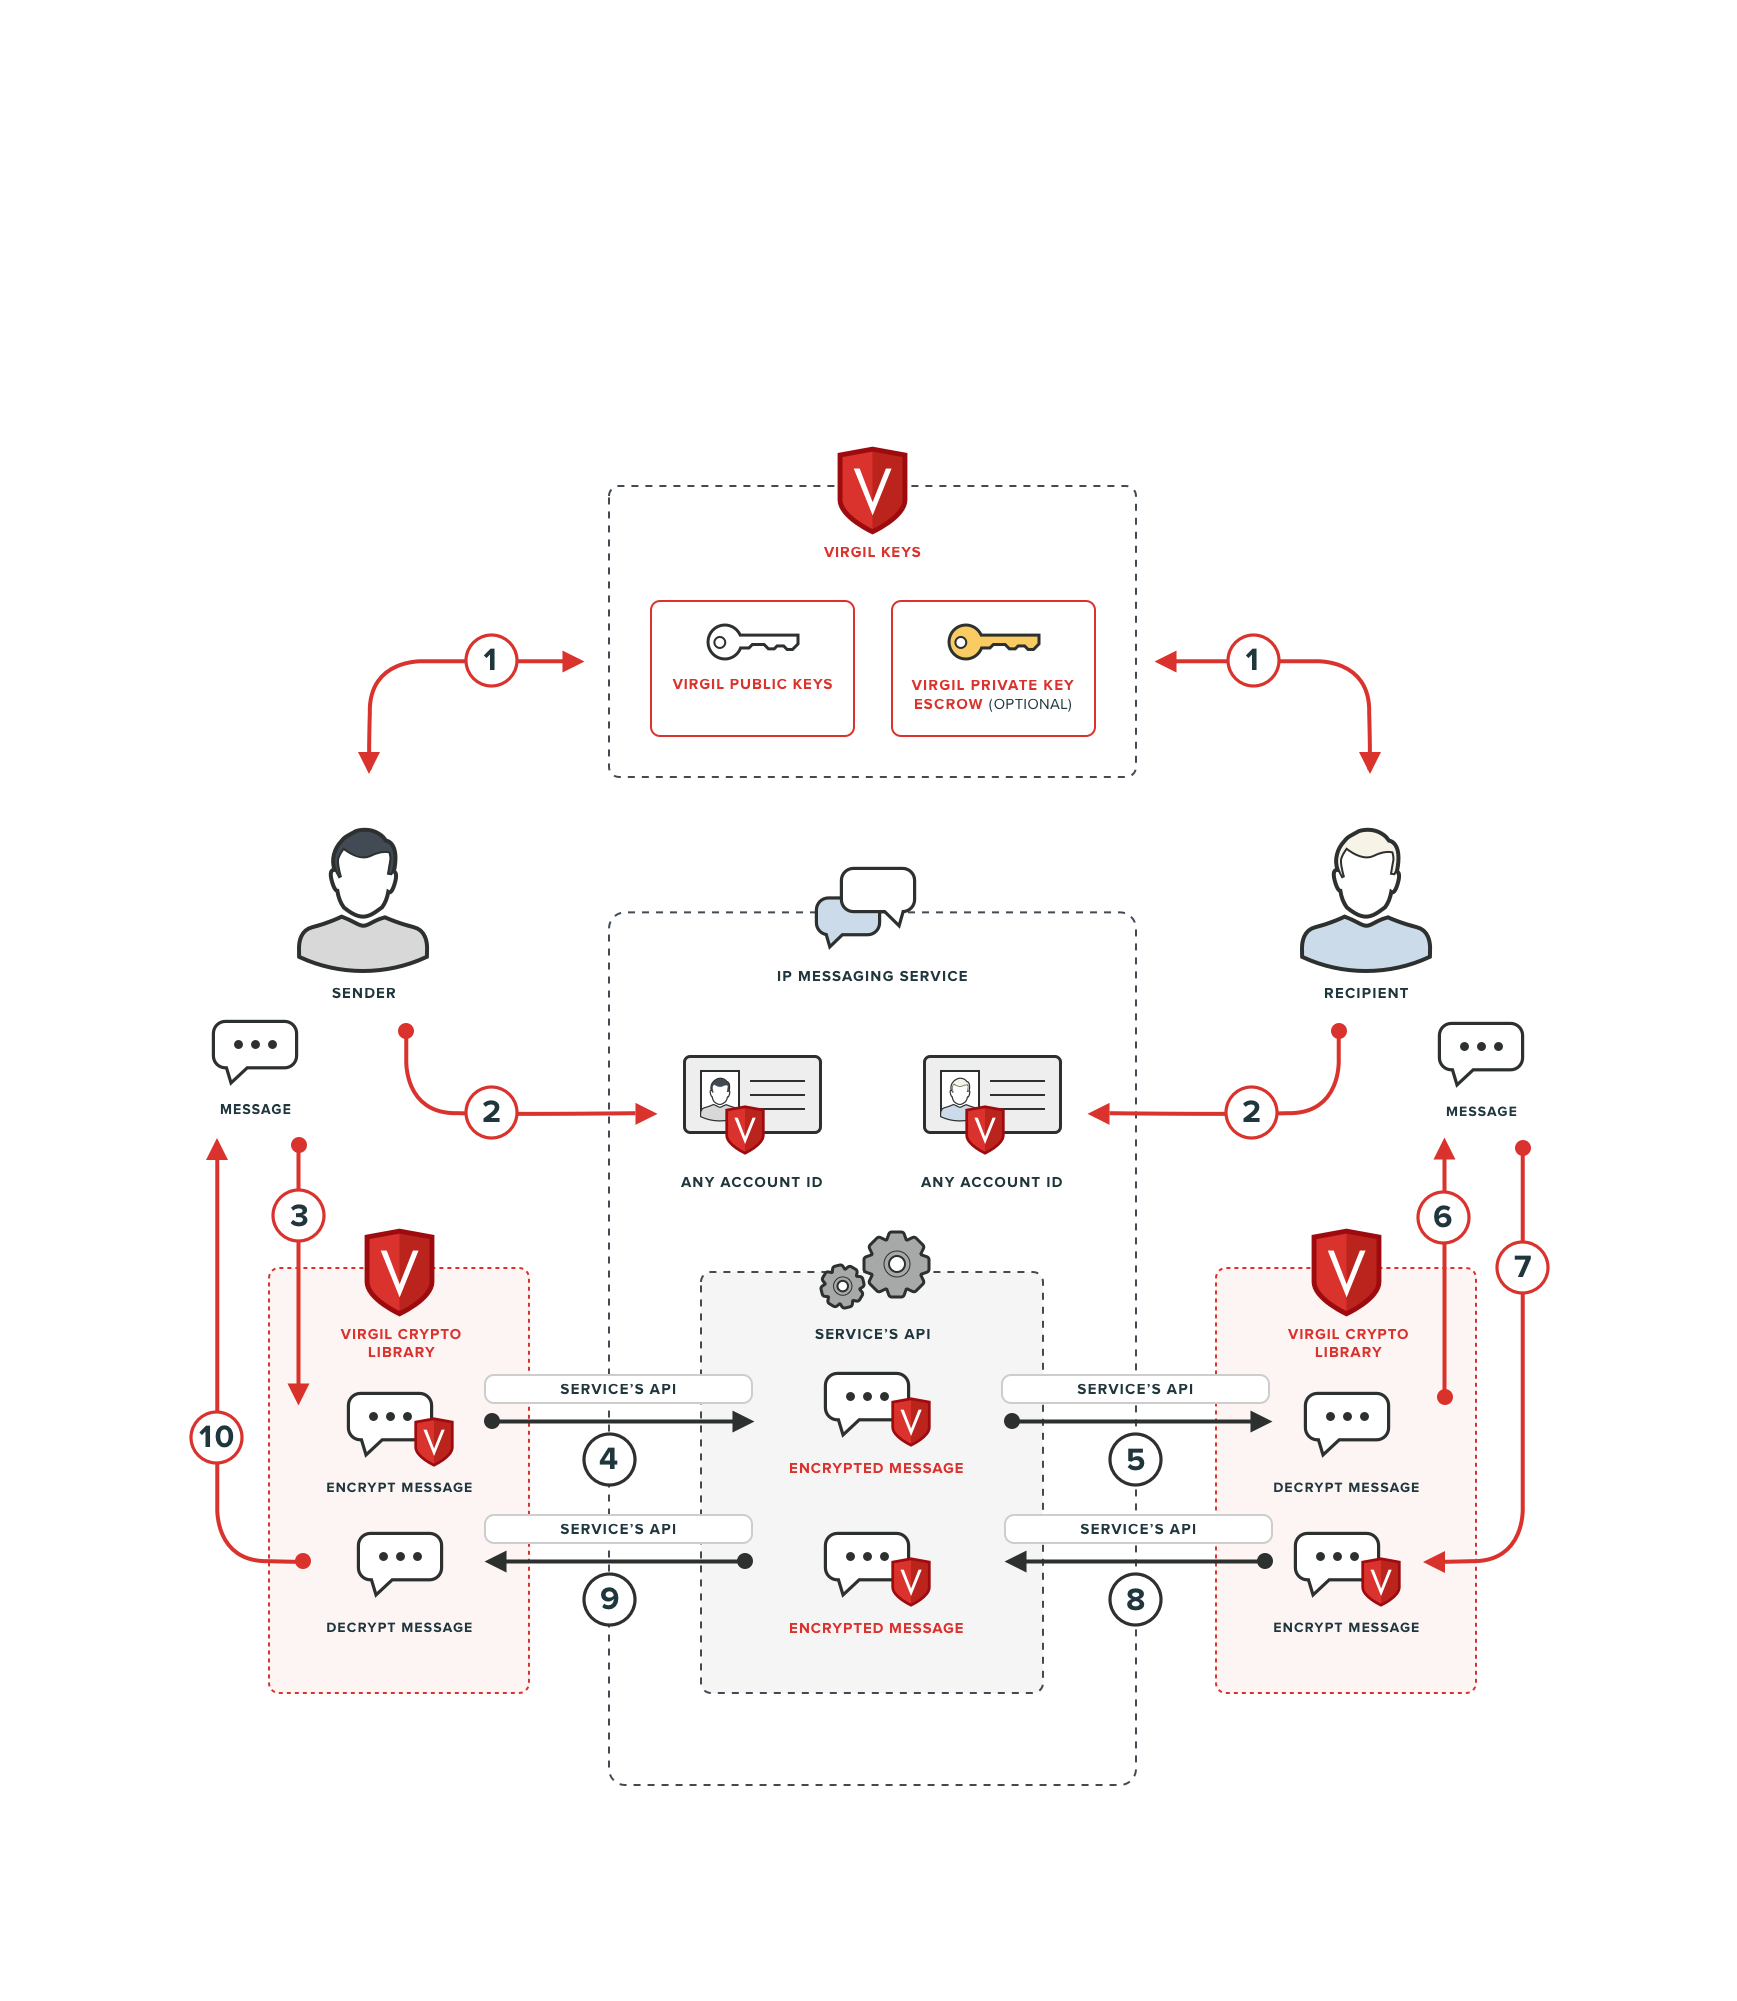 V
VIRGIL KEYS
VIRGIL PUBLIC KEYS
VIRGIL PRIVATE KEY
ESCROW (OPTIONAL)
1
1
SENDER
IP MESSAGING SERVICE
RECIPIENT
MESSAGE
MESSAGE
2
2
V
V
ANY ACCOUNT ID
ANY ACCOUNT ID
3
6
7
V
V
VIRGIL CRYPTO
LIBRARY
SERVICE'S API
VIRGIL CRYPTO
LIBRARY
SERVICE'S API
SERVICE'S API
V
V
10
4
5
ENCRYPT MESSAGE
ENCRYPTED MESSAGE
DECRYPT MESSAGE
SERVICE'S API
SERVICE'S API
V
V
9
8
DECRYPT MESSAGE
ENCRYPTED MESSAGE
ENCRYPT MESSAGE